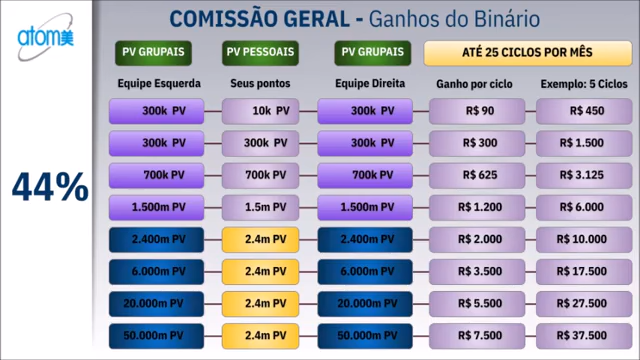 COMISSÃO GERAL - Ganhos do Binário
atom美
PV GRUPAIS PV PESSOAIS PV GRUPAIS ATÉ 25 CICLOS POR MÊS
Equipe Esquerda Seus pontos Equipe Direita Ganho por ciclo Exemplo: 5 Ciclos
300k PV 10k PV 300k PV R$ 90 R$ 450
300k PV 300k PV 300k PV R$ 300 R$ 1.500
700k PV 700k PV 700k PV R$ 625 R$ 3.125
44%
1.500m PV 1.5m PV 1.500m PV R$ 1.200 R$ 6.000
2.400m PV 2.4m PV 2.400m PV R$ 2.000 R$ 10.000
6.000m PV 2.4m PV 6.000m PV R$ 3.500 R$ 17.500
20.000m PV 2.4m PV 20.000m PV R$ 5.500 R$ 27.500
50.000m PV 2.4m PV 50.000m PV R$ 7.500 R$ 37.500